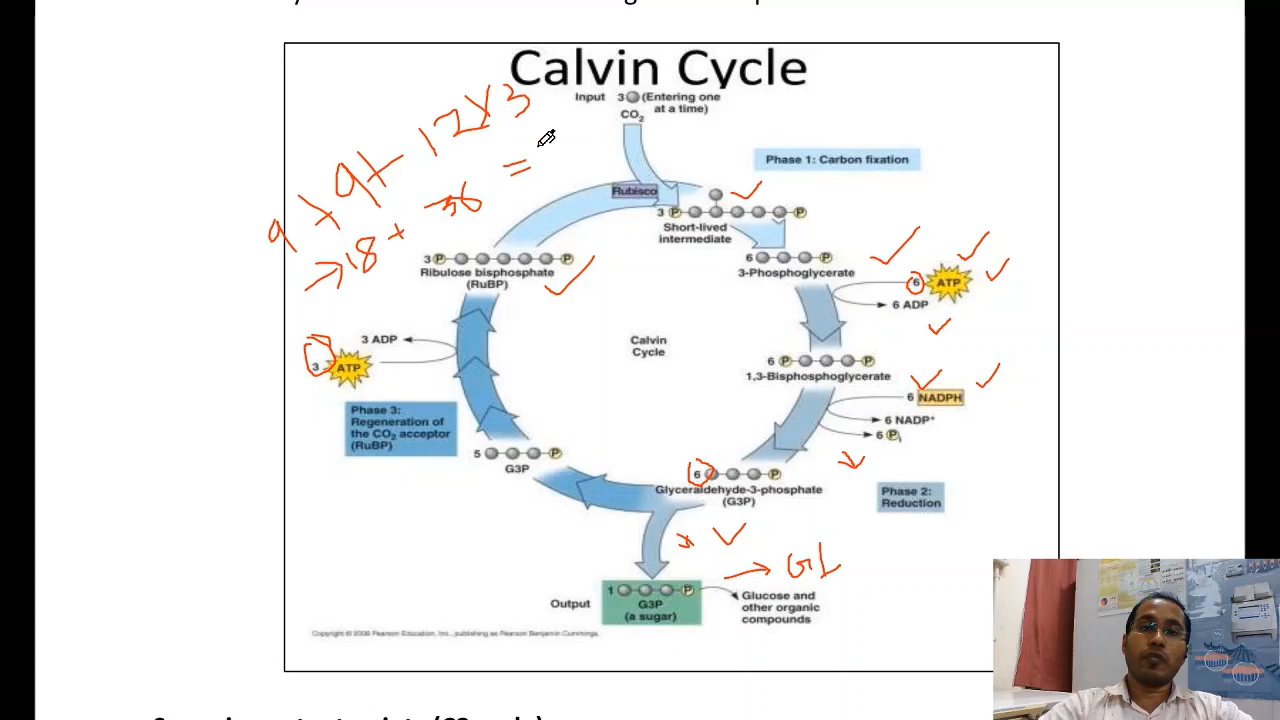 Calvin Cycle
Input 3 (Entering one
at a time)
CO2
Phase 1: Carbon fixation
Rubisco
3 P P
Short-lived
intermediate
3 P P
Ribulose bisphosphate
(RuBP)
6 P
3-Phosphoglycerate
6 ATP
6 ADP
3 ADP
3 ATP
Calvin
Cycle
6 P P
1,3-Bisphosphoglycerate
6 NADPH
6 NADP+
6 Pi
Phase 3:
Regeneration of
the CO2 acceptor
(RuBP)
5 P
G3P
6 P
Glyceraldehyde-3-phosphate
(G3P)
Phase 2:
Reduction
Output
1 P
G3P
(a sugar)
Glucose and
other organic
compounds
Copyright © 2008 Pearson Education, Inc., publishing as Pearson Benjamin Cummings.
9 + 9 + 12 x 3
→ 18 + 36 =
→ GL